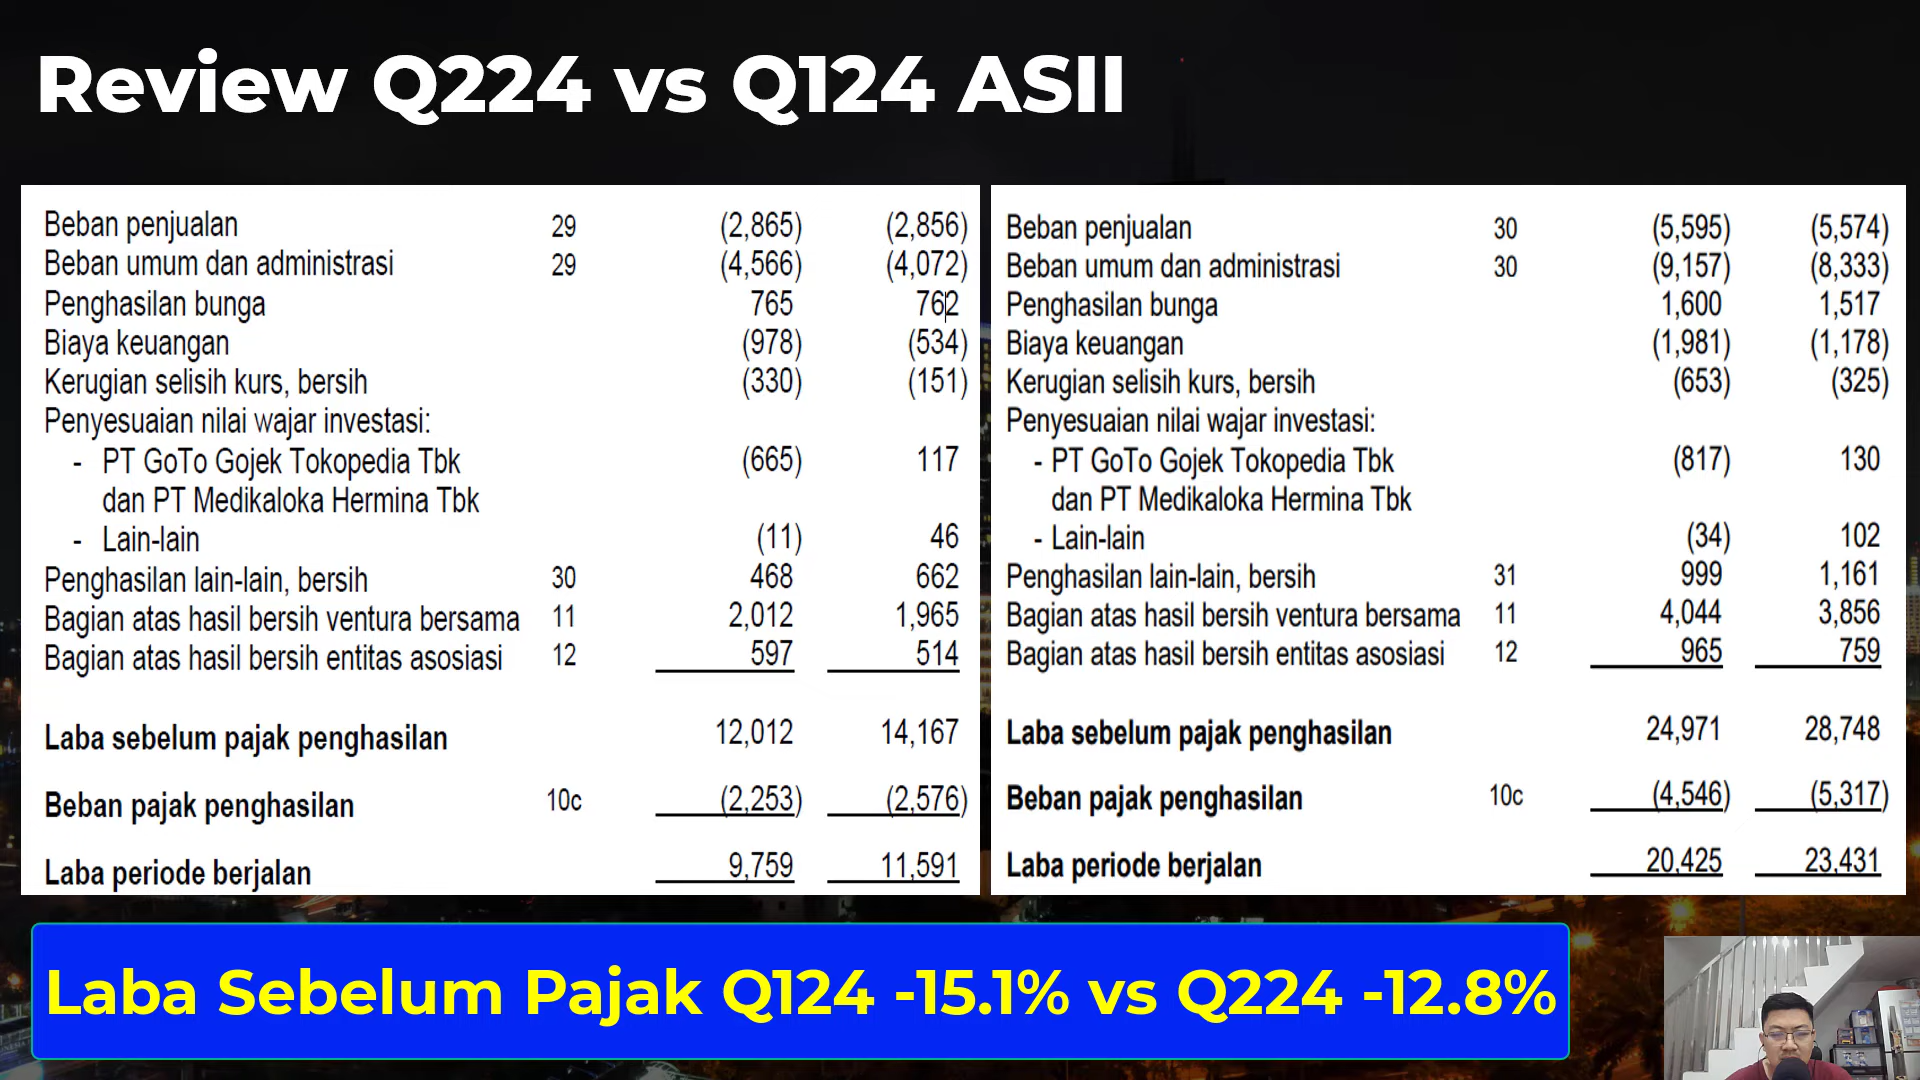 Review Q224 vs Q124 ASII
Beban penjualan 29 (2,865) (2,856)
Beban umum dan administrasi 29 (4,566) (4,072)
Penghasilan bunga 765 762
Biaya keuangan (978) (534)
Kerugian selisih kurs, bersih (330) (151)
Penyesuaian nilai wajar investasi:
- PT GoTo Gojek Tokopedia Tbk (665) 117
dan PT Medikaloka Hermina Tbk
- Lain-lain (11) 46
Penghasilan lain-lain, bersih 30 468 662
Bagian atas hasil bersih ventura bersama 11 2,012 1,965
Bagian atas hasil bersih entitas asosiasi 12 597 514
Laba sebelum pajak penghasilan 12,012 14,167
Beban pajak penghasilan 10c (2,253) (2,576)
Laba periode berjalan 9,759 11,591
Beban penjualan 30 (5,595) (5,574)
Beban umum dan administrasi 30 (9,157) (8,333)
Penghasilan bunga 1,600 1,517
Biaya keuangan (1,981) (1,178)
Kerugian selisih kurs, bersih (653) (325)
Penyesuaian nilai wajar investasi:
- PT GoTo Gojek Tokopedia Tbk (817) 130
dan PT Medikaloka Hermina Tbk
- Lain-lain (34) 102
Penghasilan lain-lain, bersih 31 999 1,161
Bagian atas hasil bersih ventura bersama 11 4,044 3,856
Bagian atas hasil bersih entitas asosiasi 12 965 759
Laba sebelum pajak penghasilan 24,971 28,748
Beban pajak penghasilan 10c (4,546) (5,317)
Laba periode berjalan 20,425 23,431
Laba Sebelum Pajak Q124 -15.1% vs Q224 -12.8%